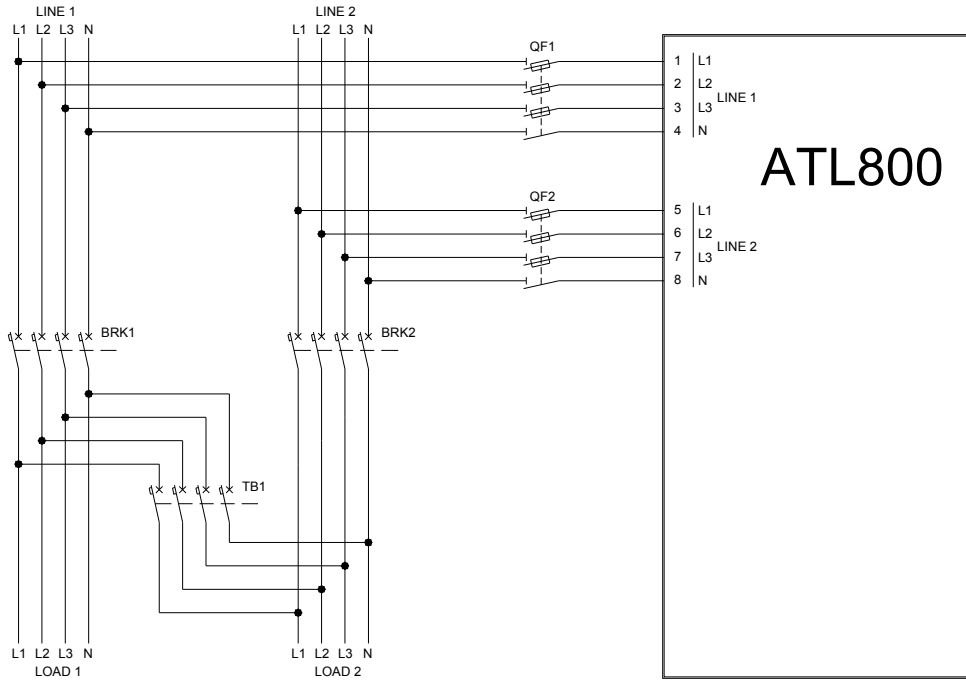 LINE 1
L1 L2 L3 N
LINE 2
L1 L2 L3 N
QF1
1 L1
2 L2
3 L3
4 N
LINE 1
ATL800
QF2
5 L1
6 L2
7 L3
8 N
LINE 2
BRK1
BRK2
TB1
L1 L2 L3 N
LOAD 1
L1 L2 L3 N
LOAD 2